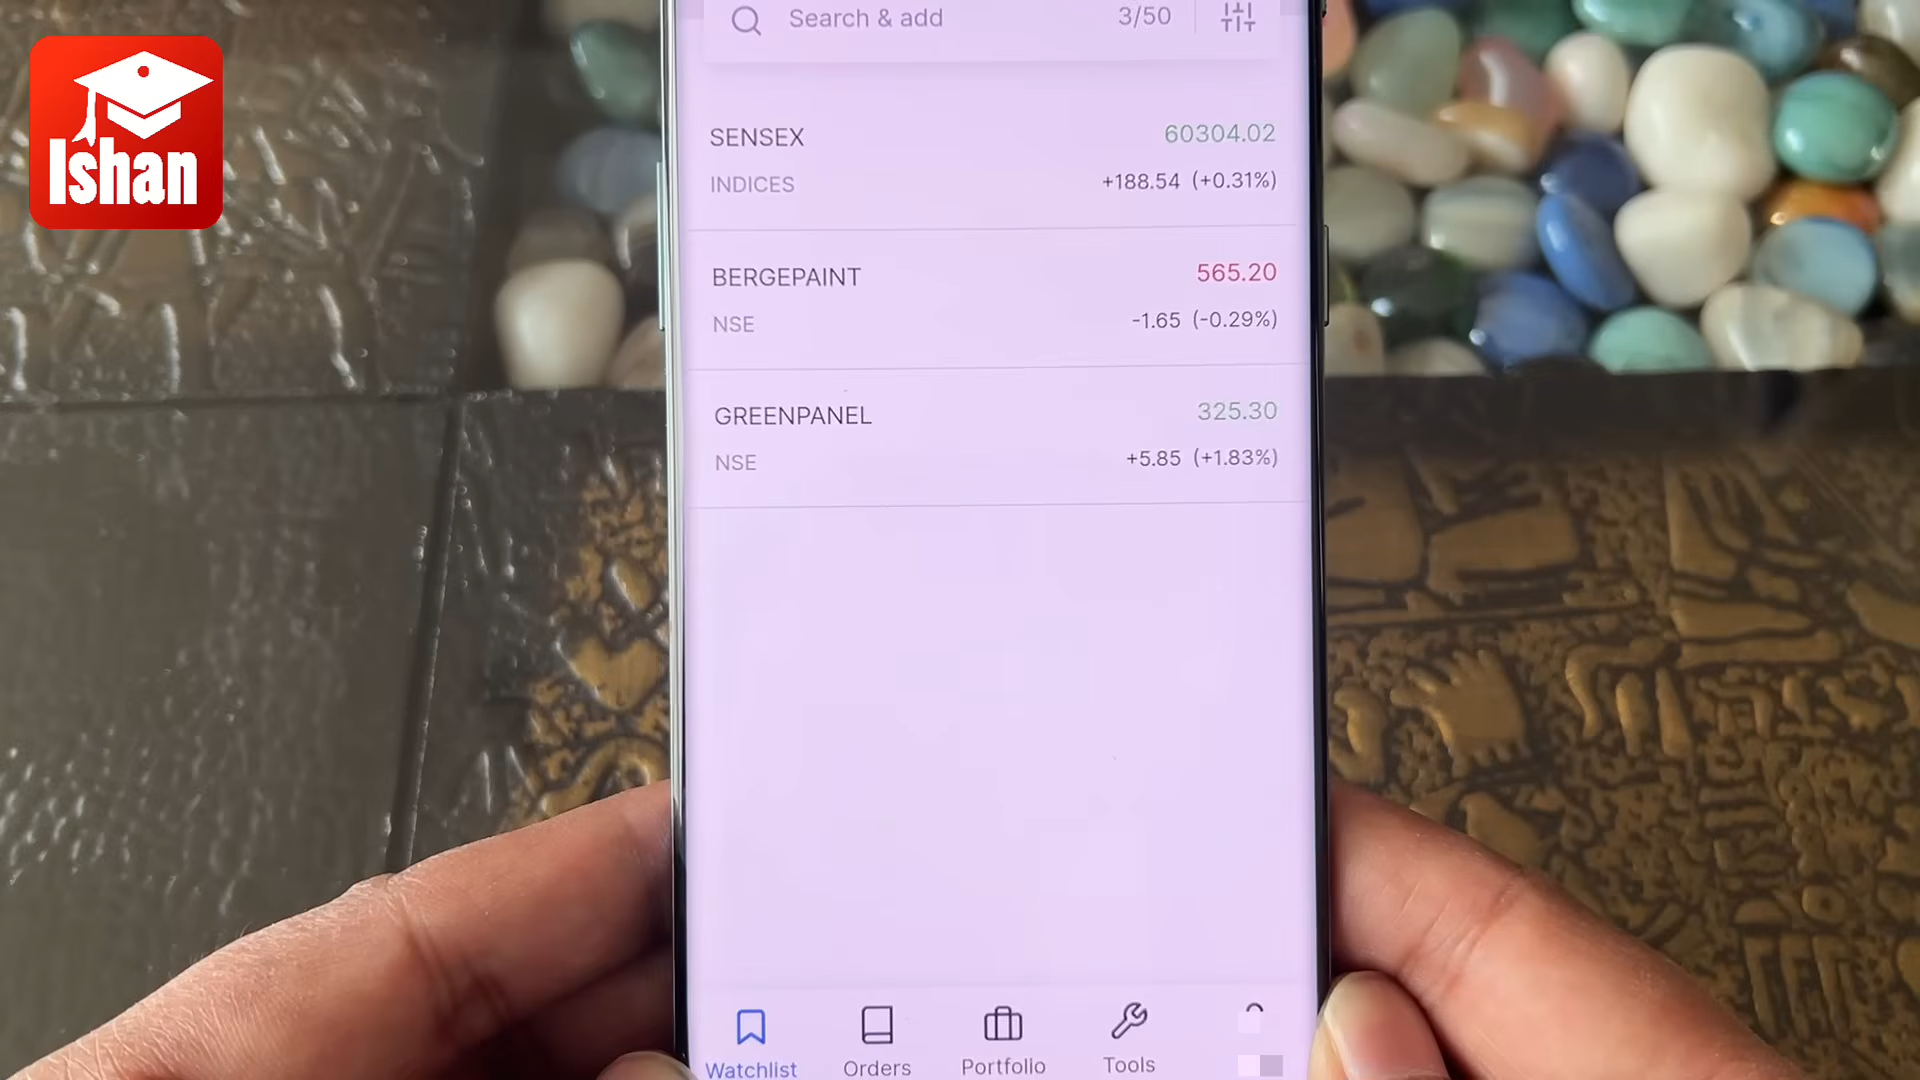 Ishan
Search & add 3/50
SENSEX 60304.02
INDICES +188.54 (+0.31%)
BERGEPAINT 565.20
NSE -1.65 (-0.29%)
GREENPANEL 325.30
NSE +5.85 (+1.83%)
Watchlist Orders Portfolio Tools